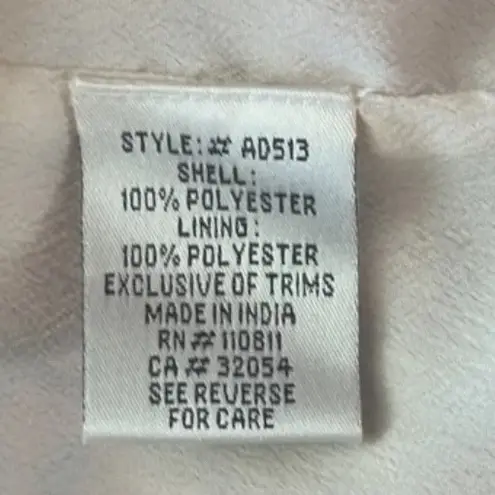 STYLE:# AD513
SHELL:
100% POLYESTER
LINING:
100% POLYESTER
EXCLUSIVE OF TRIMS
MADE IN INDIA
RN# 110811
CA# 32054
SEE REVERSE
FOR CARE